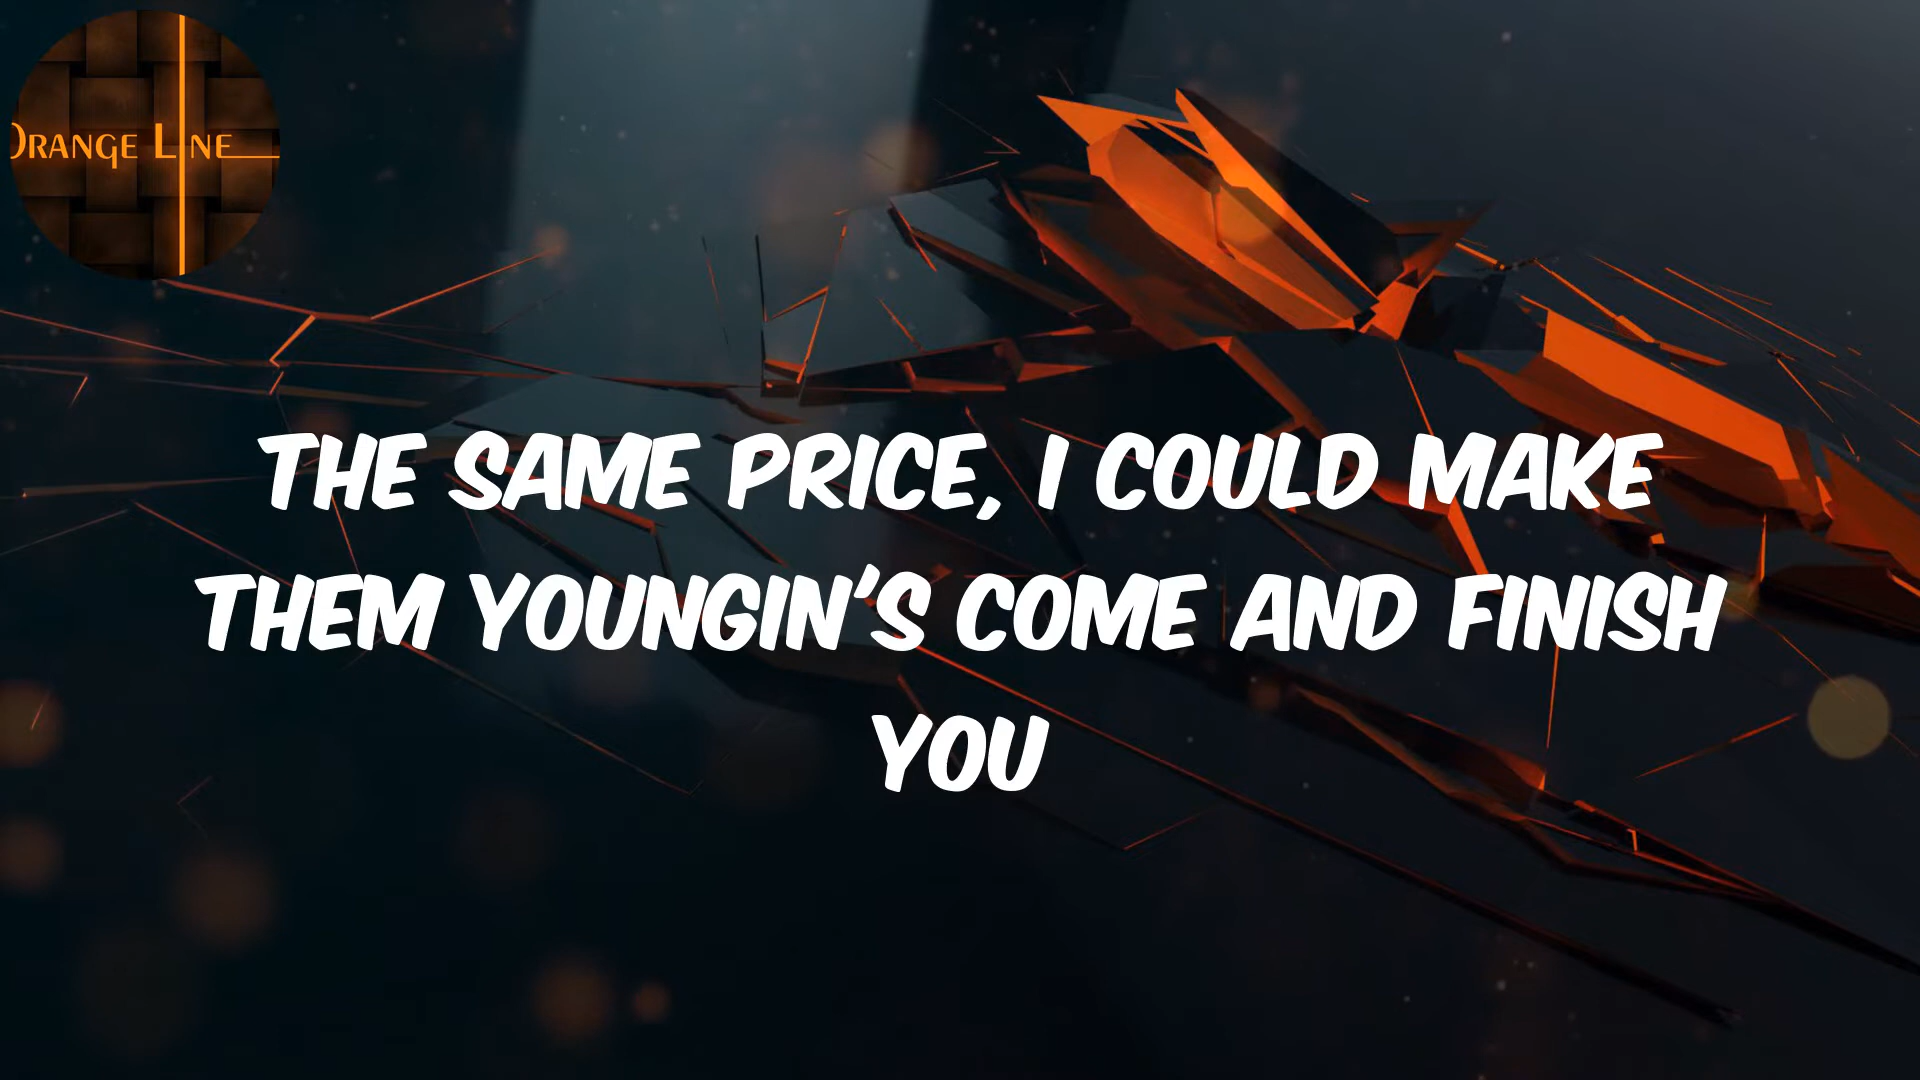 ORANGE LINE
THE SAME PRICE, I COULD MAKE
THEM YOUNGIN'S COME AND FINISH
YOU